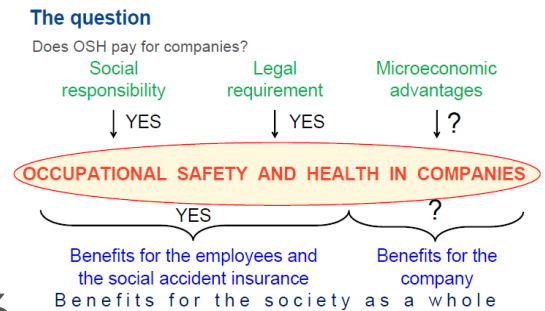 The question
Does OSH pay for companies?
Social responsibility
Legal requirement
Microeconomic advantages
YES
YES
?
OCCUPATIONAL SAFETY AND HEALTH IN COMPANIES
YES
?
Benefits for the employees and
the social accident insurance
Benefits for the
company
Benefits for the society as a whole